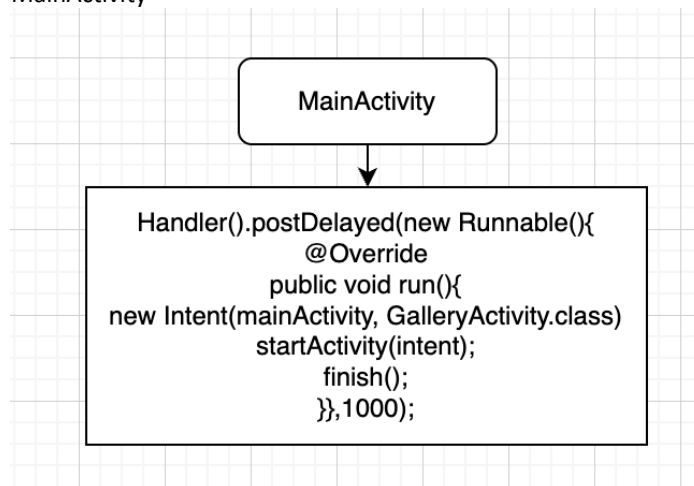 MainActivity
MainActivity
Handler().postDelayed(new Runnable(){
@Override
public void run(){
new Intent(mainActivity, GalleryActivity.class)
startActivity(intent);
finish();
}},1000);